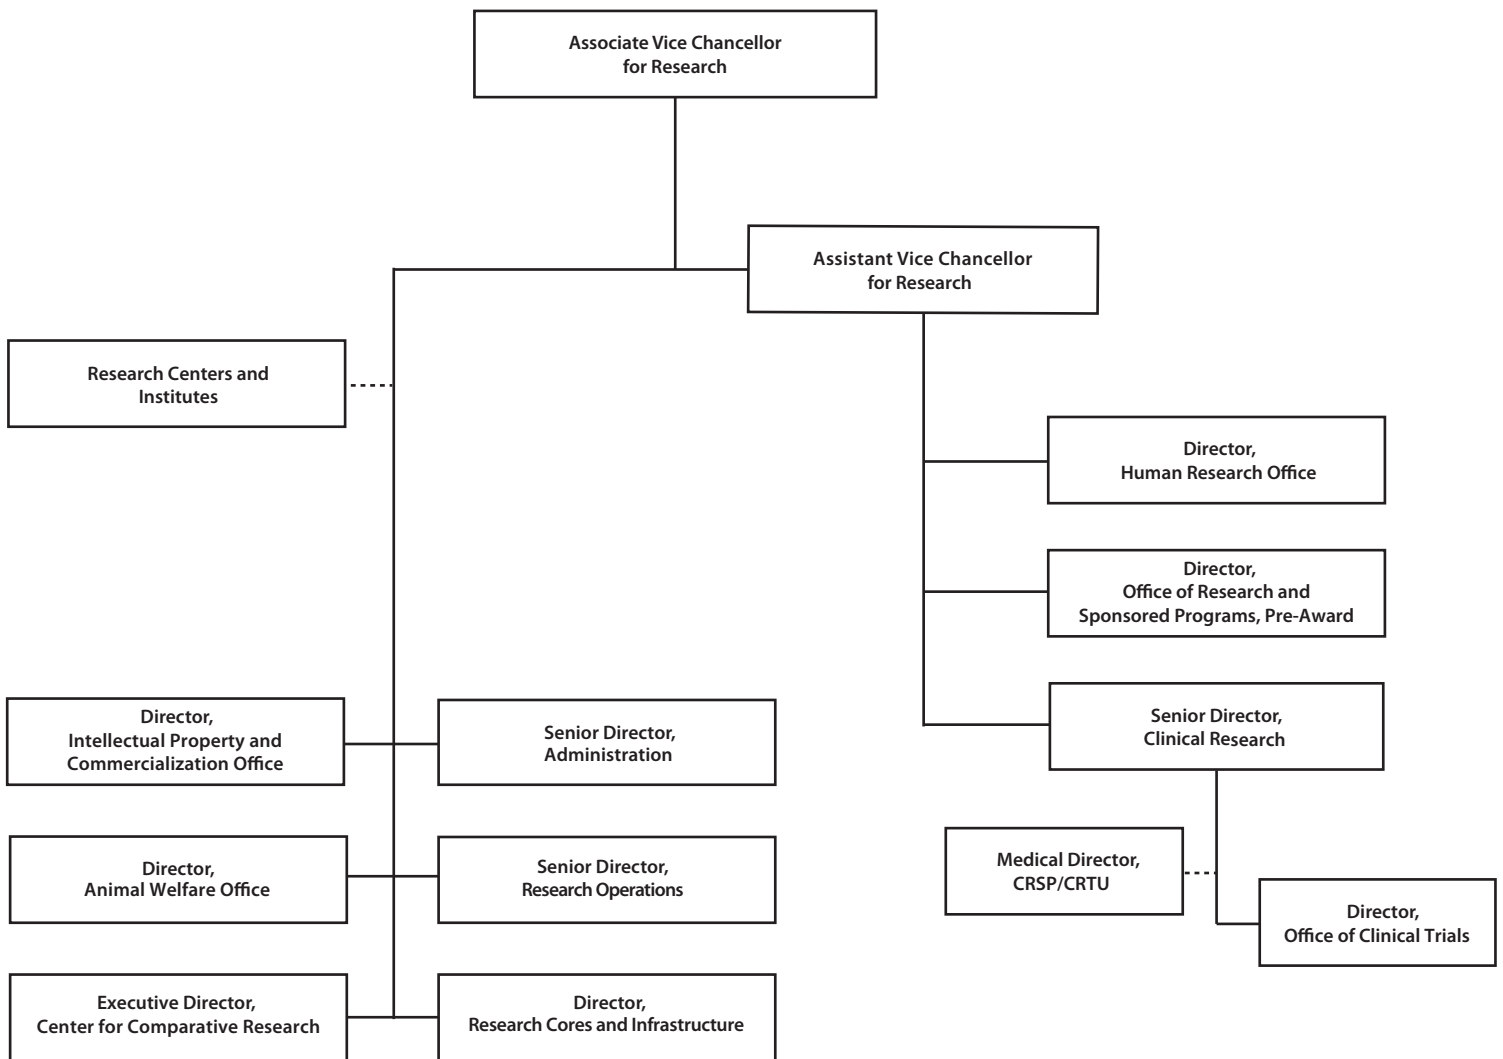 Associate Vice Chancellor
for Research
Assistant Vice Chancellor
for Research
Research Centers and
Institutes
Director,
Human Research Office
Director,
Office of Research and
Sponsored Programs, Pre-Award
Senior Director,
Clinical Research
Director,
Intellectual Property and
Commercialization Office
Senior Director,
Administration
Director,
Animal Welfare Office
Senior Director,
Research Operations
Medical Director,
CRSP/CRTU
Director,
Office of Clinical Trials
Executive Director,
Center for Comparative Research
Director,
Research Cores and Infrastructure